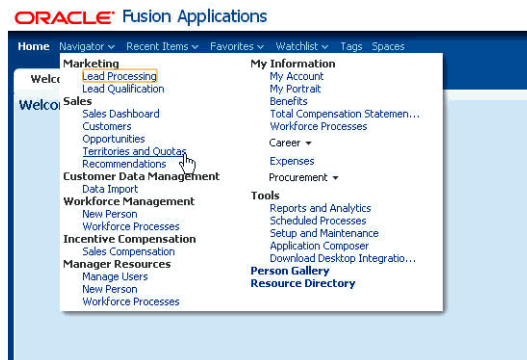 ORACLE Fusion Applications
Home Navigator Recent Items Favorites Watchlist Tags Spaces
Welco
Welco
Marketing
Lead Processing
Lead Qualification
Sales
Sales Dashboard
Customers
Opportunities
Territories and Quotas
Recommendations
Customer Data Management
Data Import
Workforce Management
New Person
Workforce Processes
Incentive Compensation
Sales Compensation
Manager Resources
Manage Users
New Person
Workforce Processes
My Information
My Account
My Portrait
Benefits
Total Compensation Statemen...
Workforce Processes
Career
Expenses
Procurement
Tools
Reports and Analytics
Scheduled Processes
Setup and Maintenance
Application Composer
Download Desktop Integratio...
Person Gallery
Resource Directory